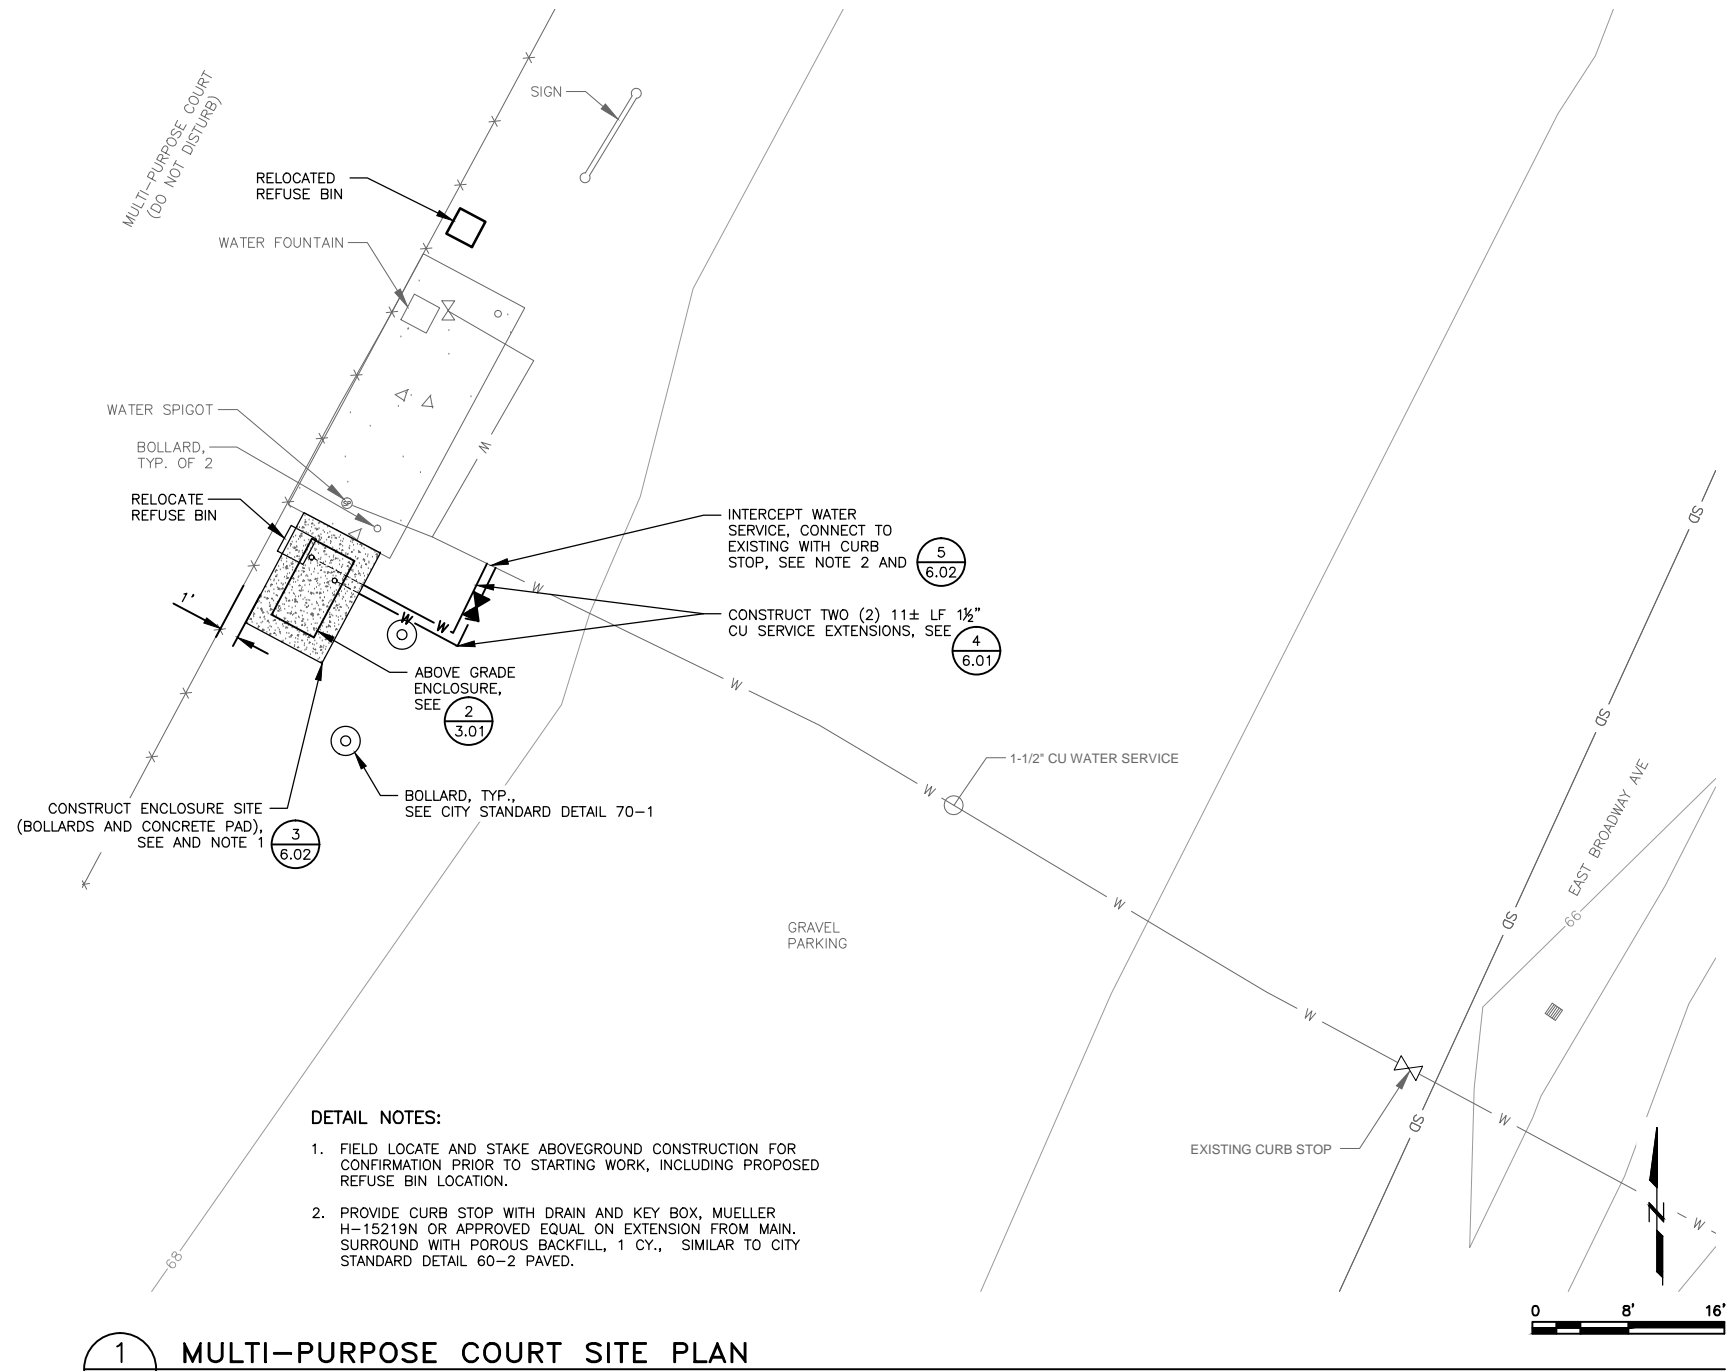 MULTI-PURPOSE COURT
(DO NOT DISTURB)
SIGN
RELOCATED
REFUSE BIN
WATER FOUNTAIN
WATER SPIGOT
BOLLARD,
TYP. OF 2
RELOCATE
REFUSE BIN
SP
W
INTERCEPT WATER
SERVICE, CONNECT TO
EXISTING WITH CURB
STOP, SEE NOTE 2 AND
5
6.02
1'
W
W
W
CONSTRUCT TWO (2) 11± LF 1½"
CU SERVICE EXTENSIONS, SEE
4
6.01
ABOVE GRADE
ENCLOSURE,
SEE
2
3.01
W
BOLLARD, TYP.,
SEE CITY STANDARD DETAIL 70-1
CONSTRUCT ENCLOSURE SITE
(BOLLARDS AND CONCRETE PAD),
SEE AND NOTE 1
3
6.02
1-1/2" CU WATER SERVICE
W
W
GRAVEL
PARKING
SD
SD
SD
SD
EAST BROADWAY AVE
66
W
W
W
EXISTING CURB STOP
DETAIL NOTES:
1. FIELD LOCATE AND STAKE ABOVEGROUND CONSTRUCTION FOR
CONFIRMATION PRIOR TO STARTING WORK, INCLUDING PROPOSED
REFUSE BIN LOCATION.
2. PROVIDE CURB STOP WITH DRAIN AND KEY BOX, MUELLER
H-15219N OR APPROVED EQUAL ON EXTENSION FROM MAIN.
SURROUND WITH POROUS BACKFILL, 1 CY., SIMILAR TO CITY
STANDARD DETAIL 60-2 PAVED.
68
N
0 8' 16'
1
MULTI-PURPOSE COURT SITE PLAN